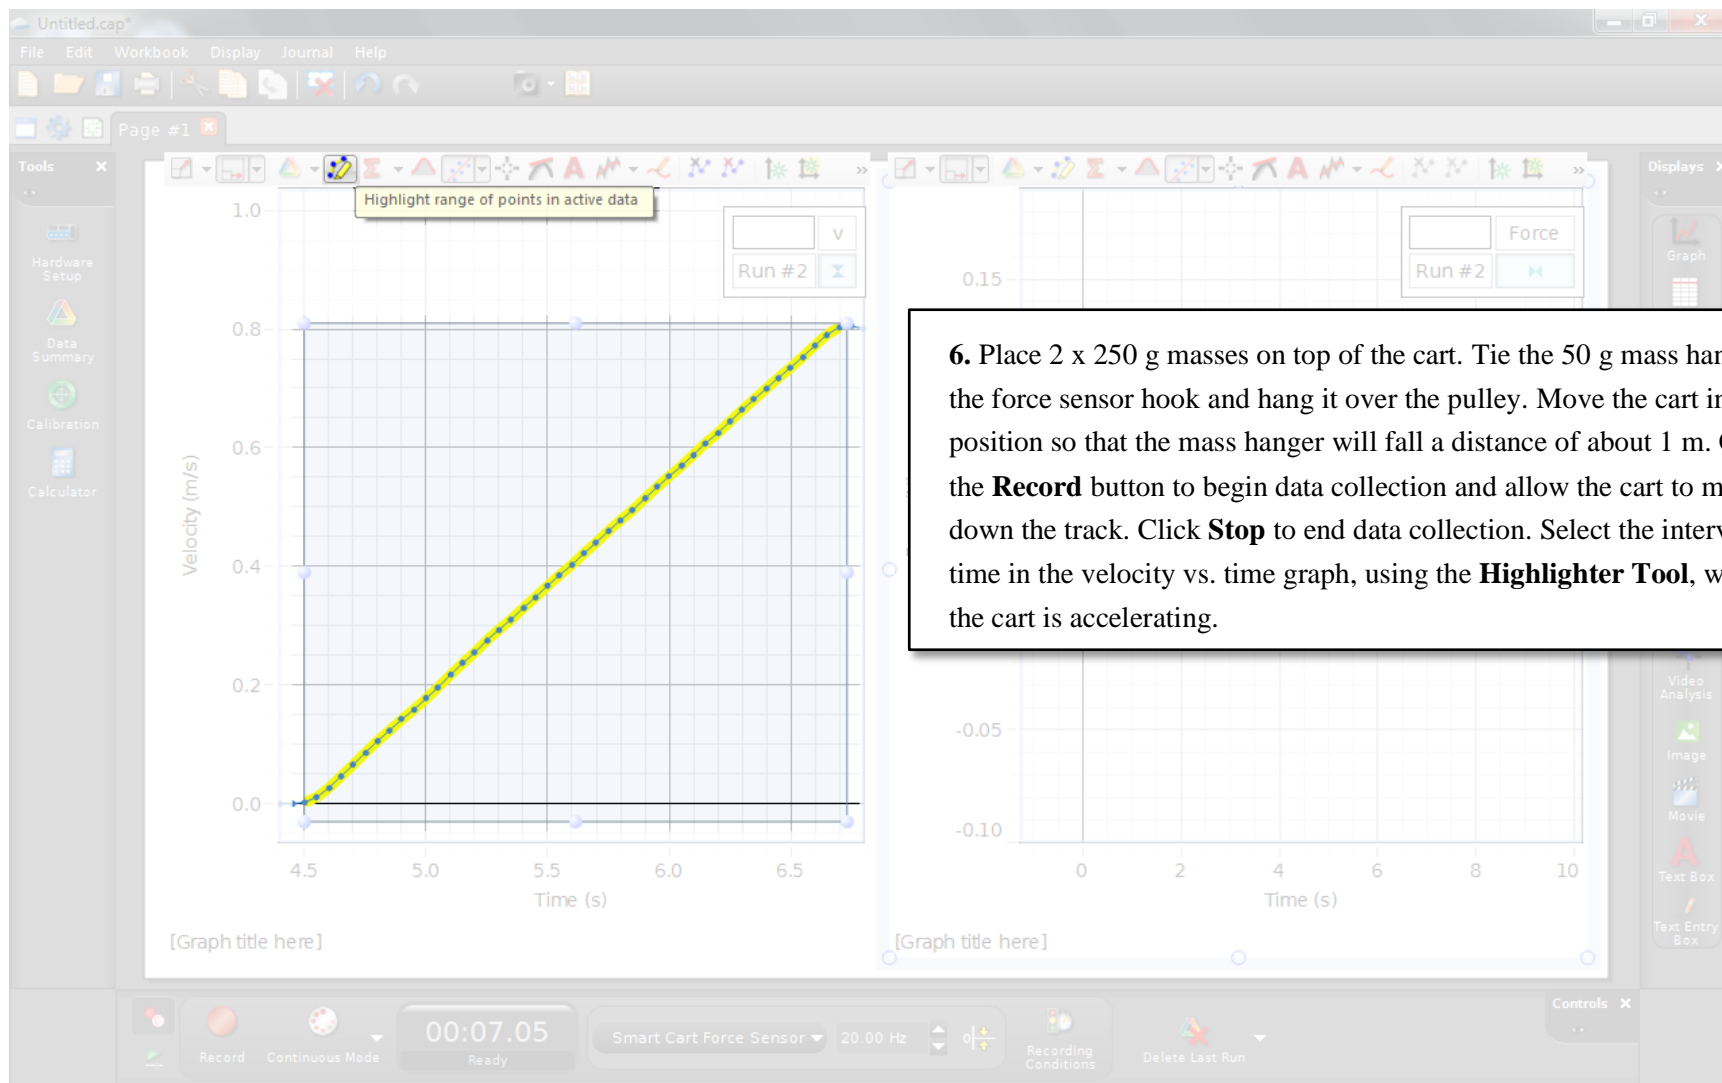 Untitled.cap*
File Edit Workbook Display Journal Help
Page #1
Tools
Displays
Highlight range of points in active data
Hardware
Setup
Data
Summary
Calibration
Calculator
v
Run #2
1.0
0.8
0.6
0.4
0.2
0.0
Velocity (m/s)
4.5 5.0 5.5 6.0 6.5
Time (s)
[Graph title here]
Force
Run #2
0.15
-0.05
-0.10
0 2 4 6 8 10
Time (s)
[Graph title here]
6. Place 2 x 250 g masses on top of the cart. Tie the 50 g mass
the force sensor hook and hang it over the pulley. Move the cart
position so that the mass hanger will fall a distance of about 1 m.
the Record button to begin data collection and allow the cart to
down the track. Click Stop to end data collection. Select the
time in the velocity vs. time graph, using the Highlighter Tool,
the cart is accelerating.
Graph
Video
Analysis
Image
Movie
Text Box
Text Entry
Box
Controls
Record
Continuous Mode
00:07.05
Ready
Smart Cart Force Sensor
20.00 Hz
Recording
Conditions
Delete Last Run